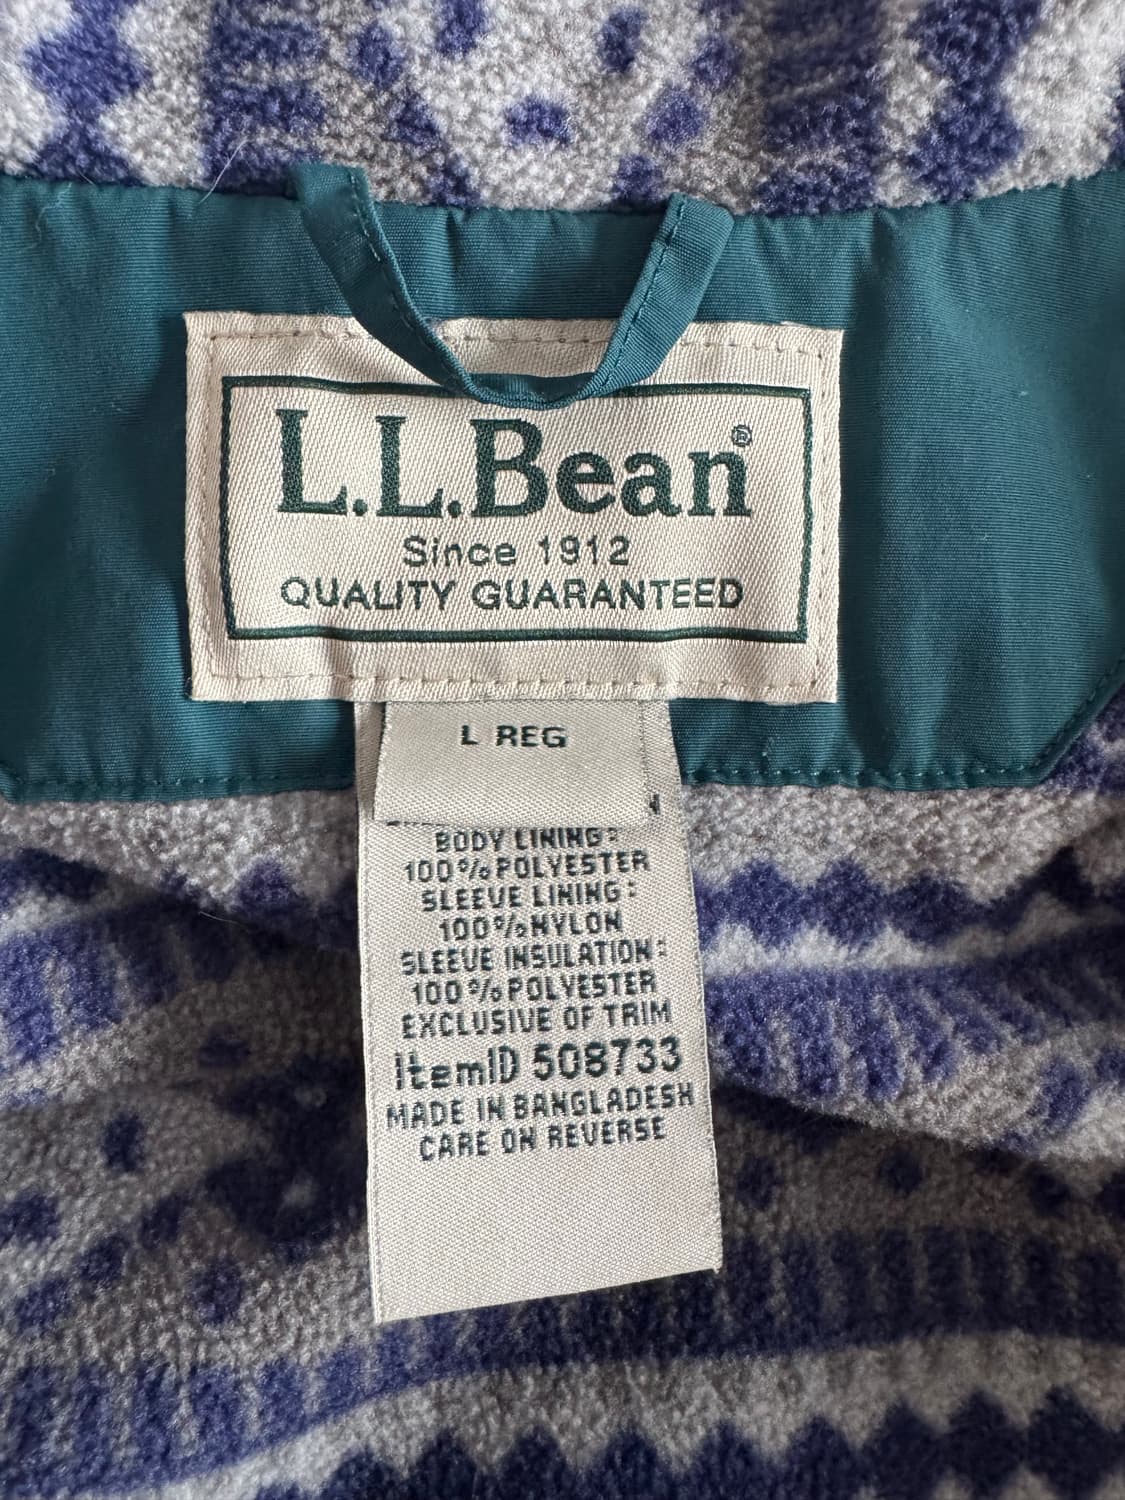 L.L.Bean®
Since 1912
QUALITY GUARANTEED
L REG
BODY LINING:
100% POLYESTER
SLEEVE LINING:
100% NYLON
SLEEVE INSULATION:
100% POLYESTER
EXCLUSIVE OF TRIM
ItemID 508733
MADE IN BANGLADESH
CARE ON REVERSE